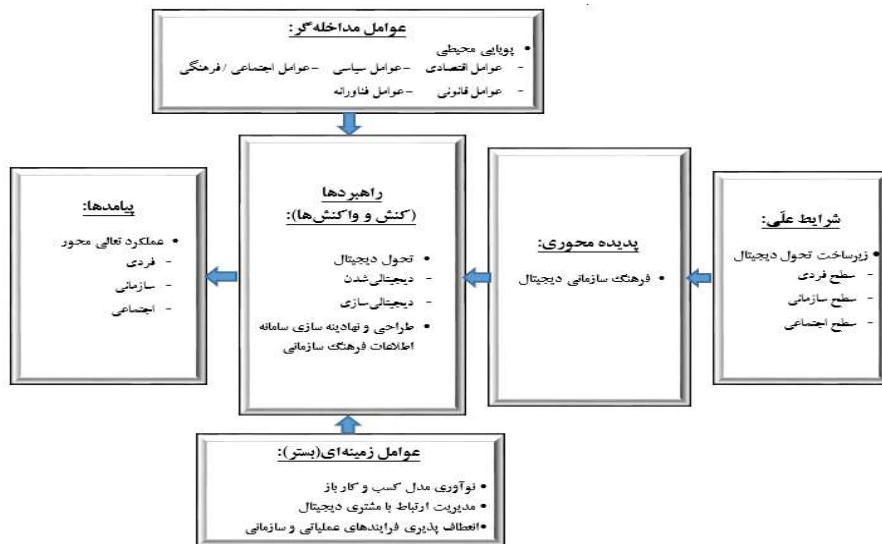 عوامل مداخله‌گر:
• پویایی محیطی
- عوامل اقتصادی -عوامل سیاسی -عوامل اجتماعی /فرهنگی
- عوامل قانونی -عوامل فناورانه
شرایط علّی:
• زیرساخت تحول دیجیتال
- سطح فردی
- سطح سازمانی
- سطح اجتماعی
پدیده محوری:
• فرهنگ سازمانی دیجیتال
راهبردها
(کنش و واکنش‌ها):
• تحول دیجیتال
- دیجیتالی‌شدن
- دیجیتالی‌سازی
• طراحی و نهادینه سازی سامانه
اطلاعات فرهنگ سازمانی
پیامدها:
• عملکرد تعالی محور
- فردی
- سازمانی
- اجتماعی
عوامل زمینه‌ای(بستر):
• نوآوری مدل کسب و کار باز
• مدیریت ارتباط با مشتری دیجیتال
•انعطاف پذیری فرایندهای عملیاتی و سازمانی